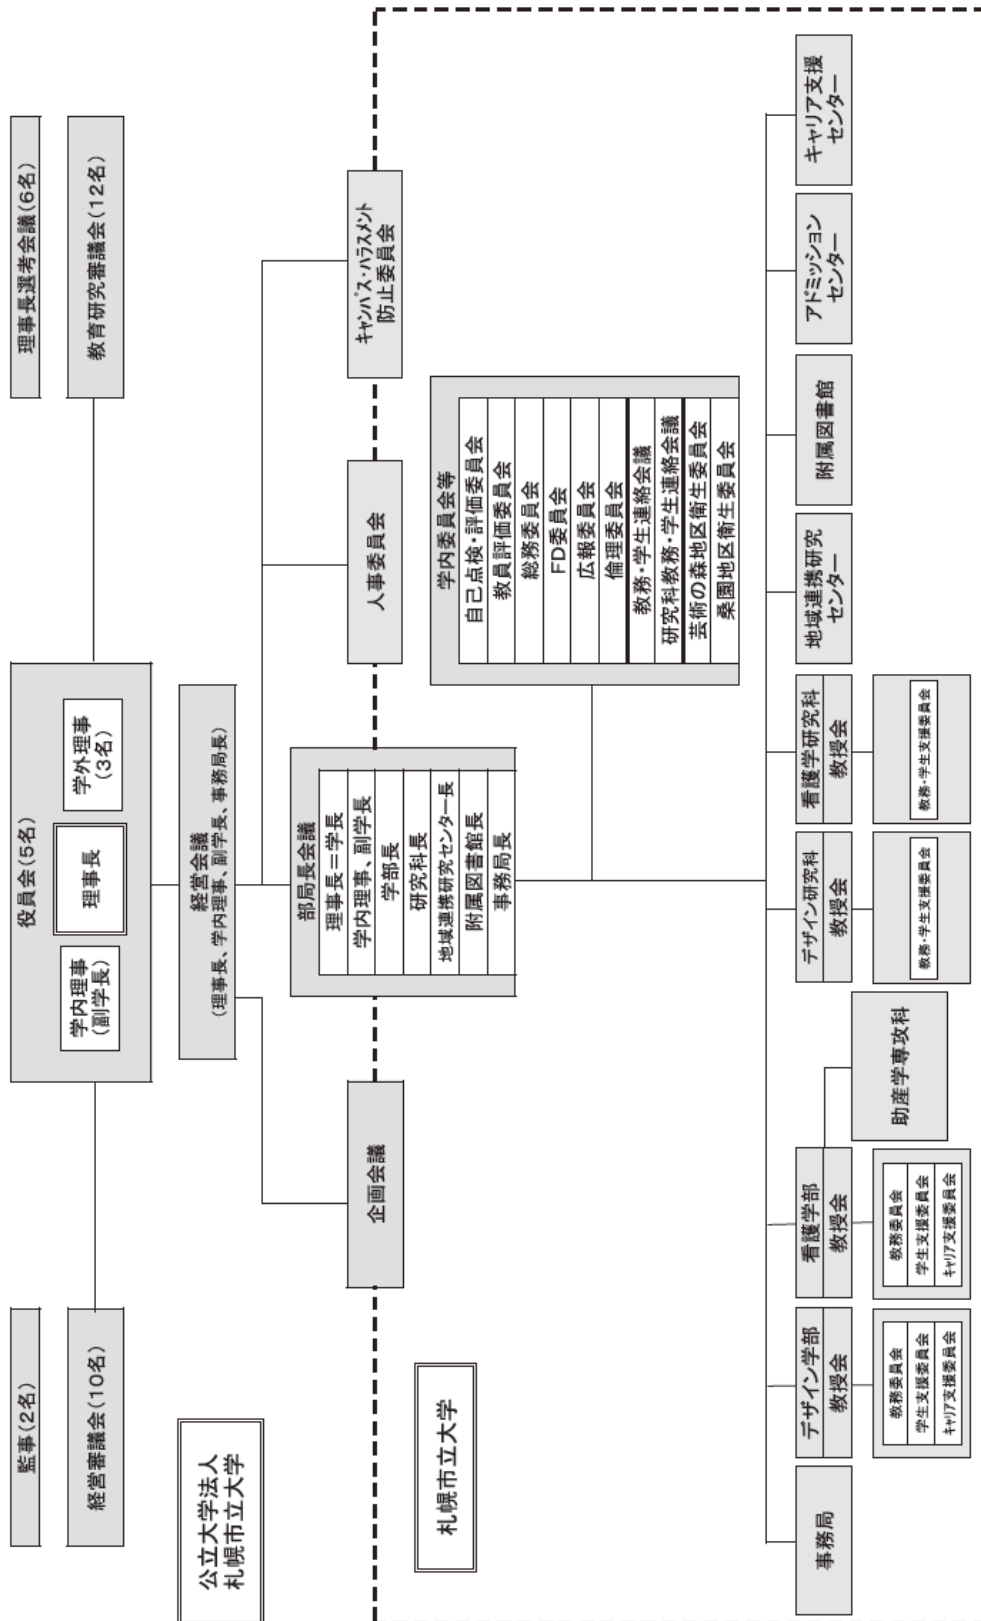 監事(2名)
理事長選考会議(6名)
経営審議会(10名)
教育研究審議会(12名)
役員会(5名)
学内理事
(副学長)
理事長
学外理事
(3名)
公立大学法人
札幌市立大学
経営会議
(理事長、学内理事、副学長、事務局長)
企画会議
部局長会議
理事長=学長
学内理事、副学長
学部長
研究科長
地域連携研究センター長
附属図書館長
事務局長
人事委員会
キャンパス・ハラスメント
防止委員会
札幌市立大学
学内委員会等
自己点検・評価委員会
教員評価委員会
総務委員会
FD委員会
広報委員会
倫理委員会
教務・学生連絡会議
研究科教務・学生連絡会議
芸術の森地区衛生委員会
桑園地区衛生委員会
事務局
デザイン学部
教授会
教務委員会
学生支援委員会
キャリア支援委員会
看護学部
教授会
教務委員会
学生支援委員会
キャリア支援委員会
助産学専攻科
デザイン研究科
教授会
教務・学生支援委員会
看護学研究科
教授会
教務・学生支援委員会
地域連携研究
センター
附属図書館
アドミッション
センター
キャリア支援
センター